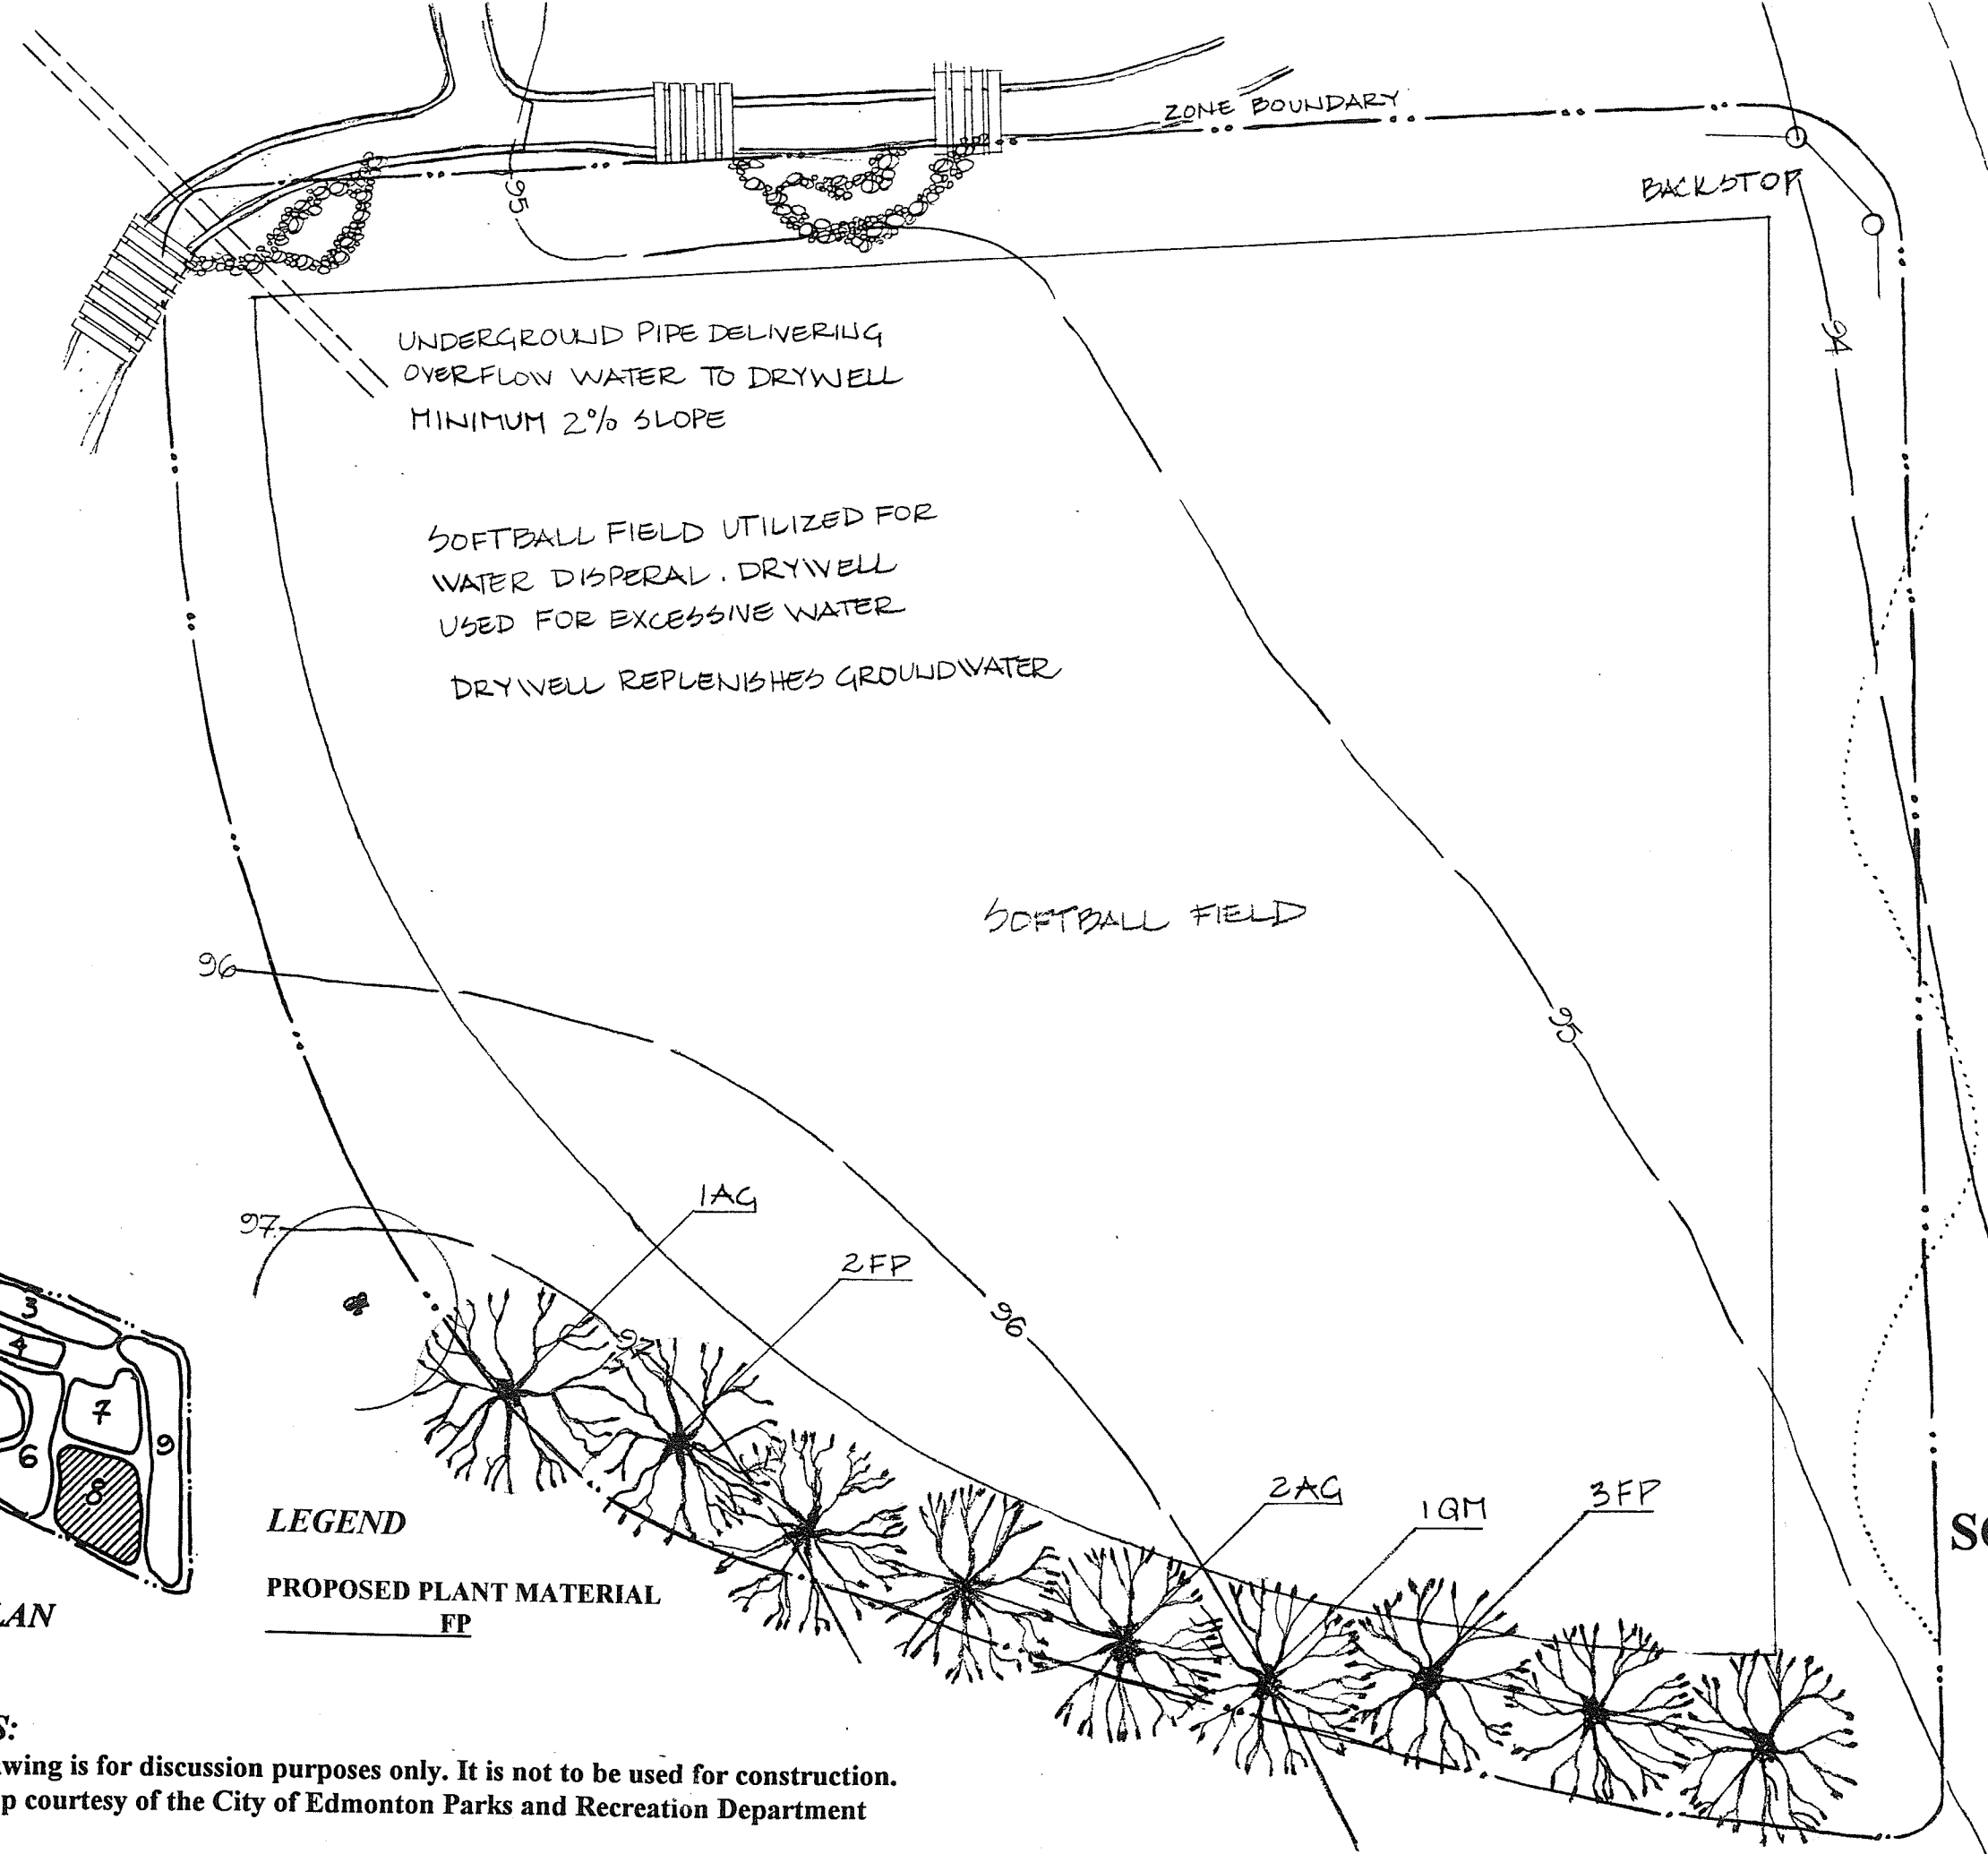 ZONE BOUNDARY
BACKSTOP
95
94
UNDERGROUND PIPE DELIVERING
OVERFLOW WATER TO DRYWELL
MINIMUM 2% SLOPE
SOFTBALL FIELD UTILIZED FOR
WATER DISPERAL. DRYWELL
USED FOR EXCESSIVE WATER
DRYWELL REPLENISHES GROUNDWATER
SOFTBALL FIELD
96
95
1AG
97
2FP
96
97
3
4
7
9
6
8
2AG
1QM
3FP
LEGEND
PROPOSED PLANT MATERIAL
FP
LAN
SO
S:
wing is for discussion purposes only. It is not to be used for construction.
p courtesy of the City of Edmonton Parks and Recreation Department